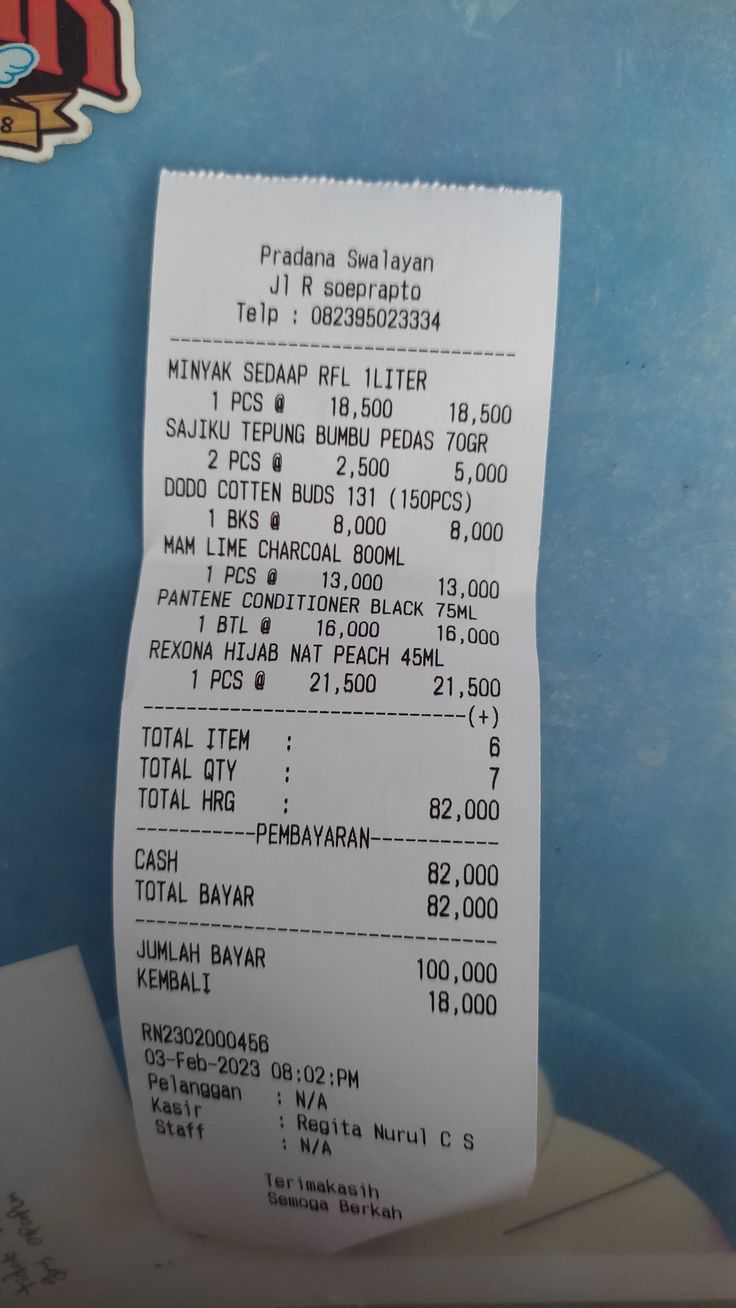 8
Pradana Swalayan
Jl R soeprapto
Telp : 082395023334
MINYAK SEDAAP RFL 1LITER
1 PCS @ 18,500 18,500
SAJIKU TEPUNG BUMBU PEDAS 70GR
2 PCS @ 2,500 5,000
DODO COTTEN BUDS 131 (150PCS)
1 BKS @ 8,000 8,000
MAM LIME CHARCOAL 800ML
1 PCS @ 13,000 13,000
PANTENE CONDITIONER BLACK 75ML
1 BTL @ 16,000 16,000
REXONA HIJAB NAT PEACH 45ML
1 PCS @ 21,500 21,500
------------------------------(+)
TOTAL ITEM : 6
TOTAL QTY : 7
TOTAL HRG : 82,000
-----------PEMBAYARAN------------
CASH 82,000
TOTAL BAYAR 82,000
JUMLAH BAYAR 100,000
KEMBALI 18,000
RN2302000456
03-Feb-2023 08:02:PM
Pelanggan : N/A
Kasir : Regita Nurul C S
Staff : N/A
Terimakasih
Semoga Berkah